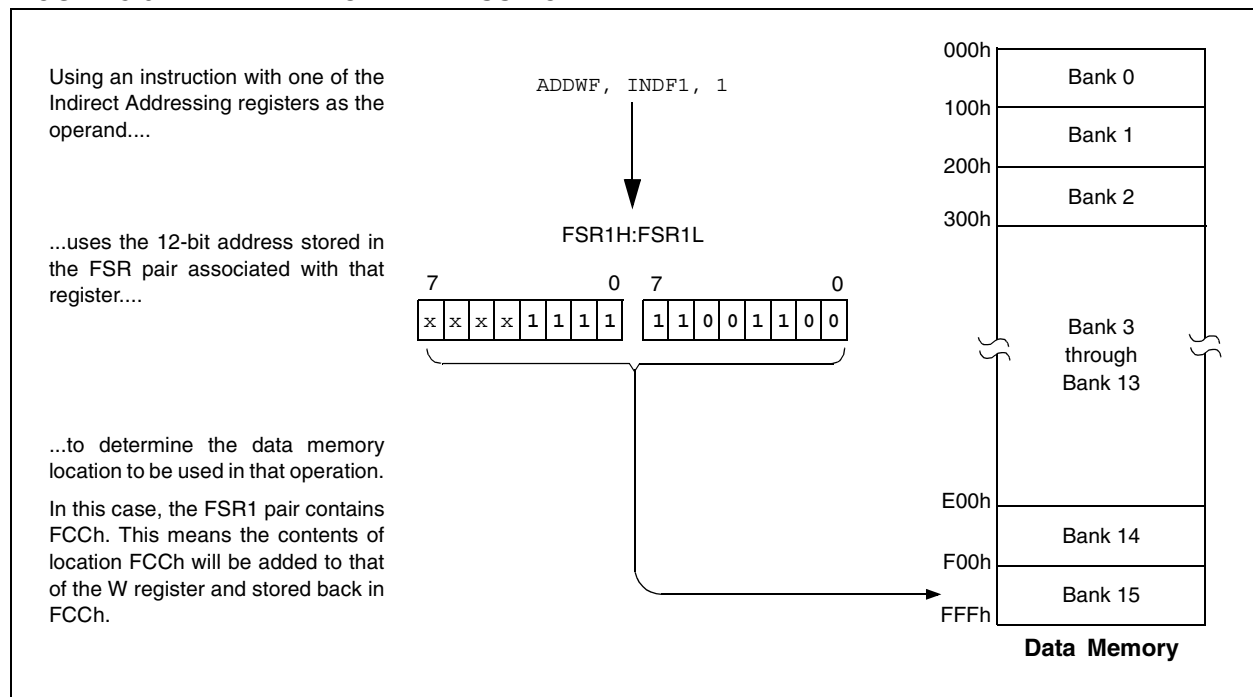 Using an instruction with one of the
Indirect Addressing registers as the
operand....
ADDWF, INDF1, 1
...uses the 12-bit address stored in
the FSR pair associated with that
register....
FSR1H:FSR1L
7 0 7 0
x x x x 1 1 1 1 1 1 0 0 1 1 0 0
...to determine the data memory
location to be used in that operation.
In this case, the FSR1 pair contains
FCCh. This means the contents of
location FCCh will be added to that
of the W register and stored back in
FCCh.
000h
Bank 0
100h
Bank 1
200h
Bank 2
300h
Bank 3
through
Bank 13
E00h
Bank 14
F00h
Bank 15
FFFh
Data Memory